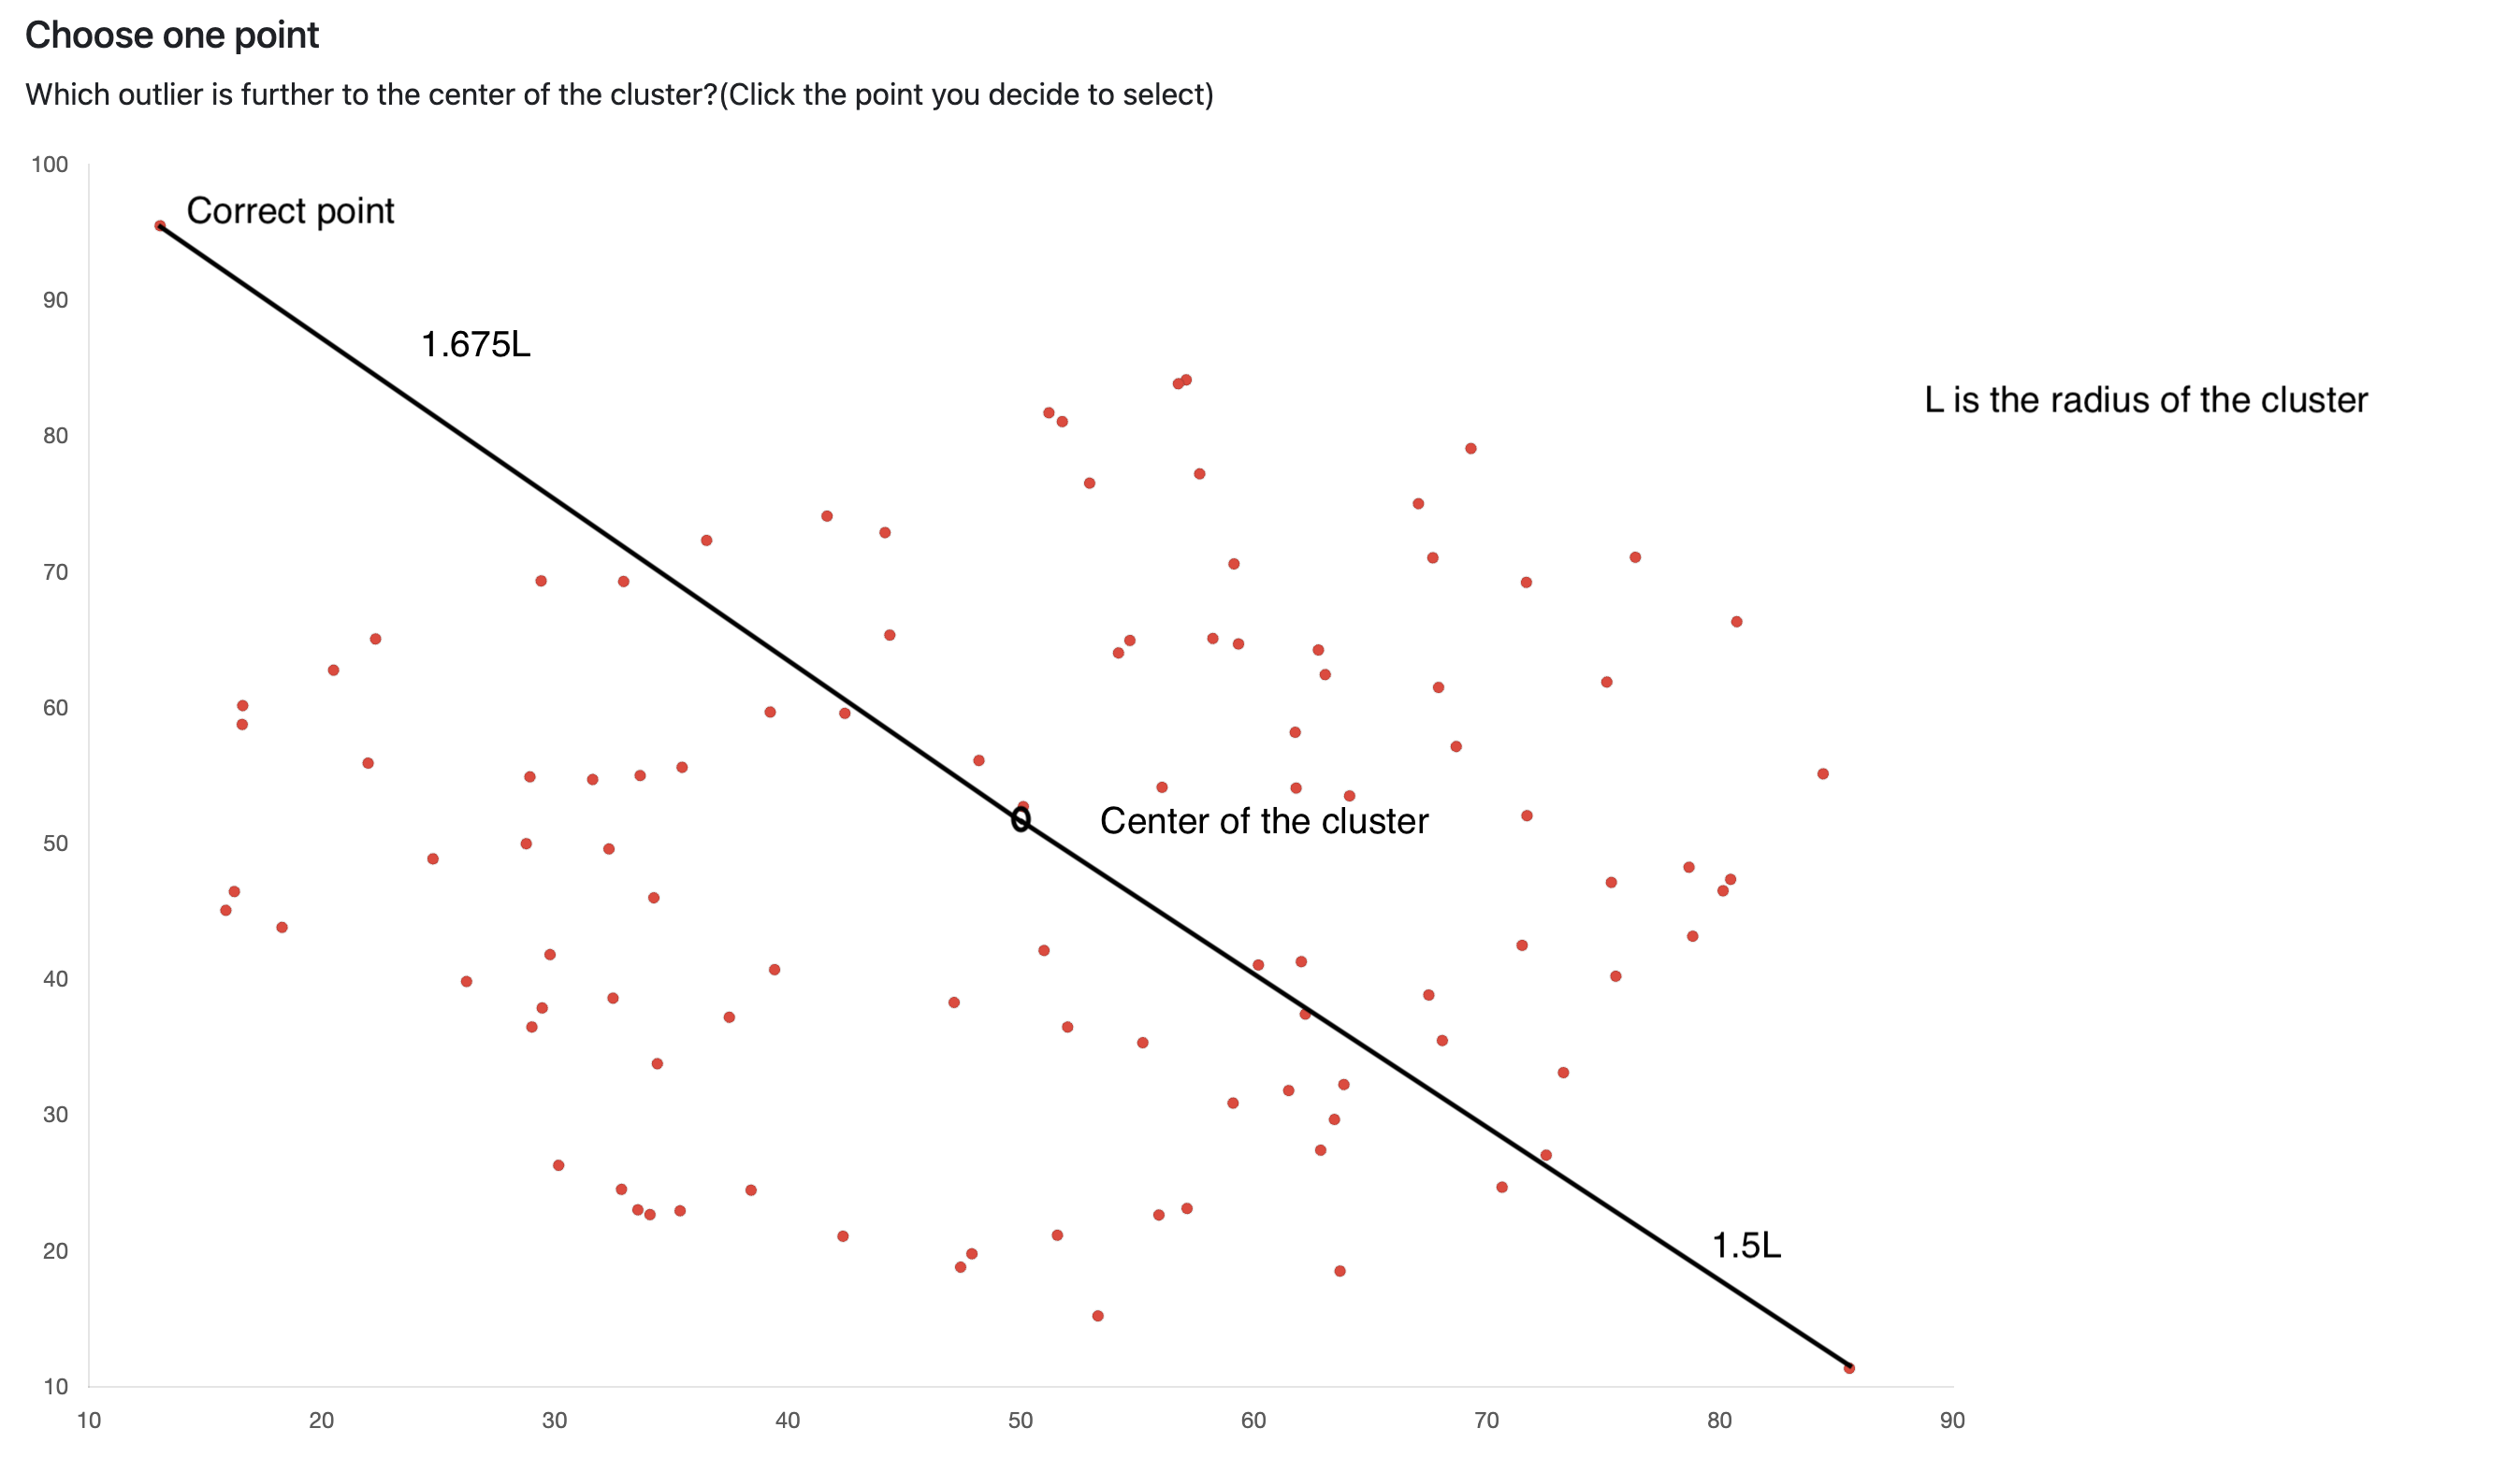 Choose one point
Which outlier is further to the center of the cluster?(Click the point you decide to select)
100
Correct point
90
1.675L
L is the radius of the cluster
80
70
60
Center of the cluster
50
40
30
20
1.5L
10
10 20 30 40 50 60 70 80 90